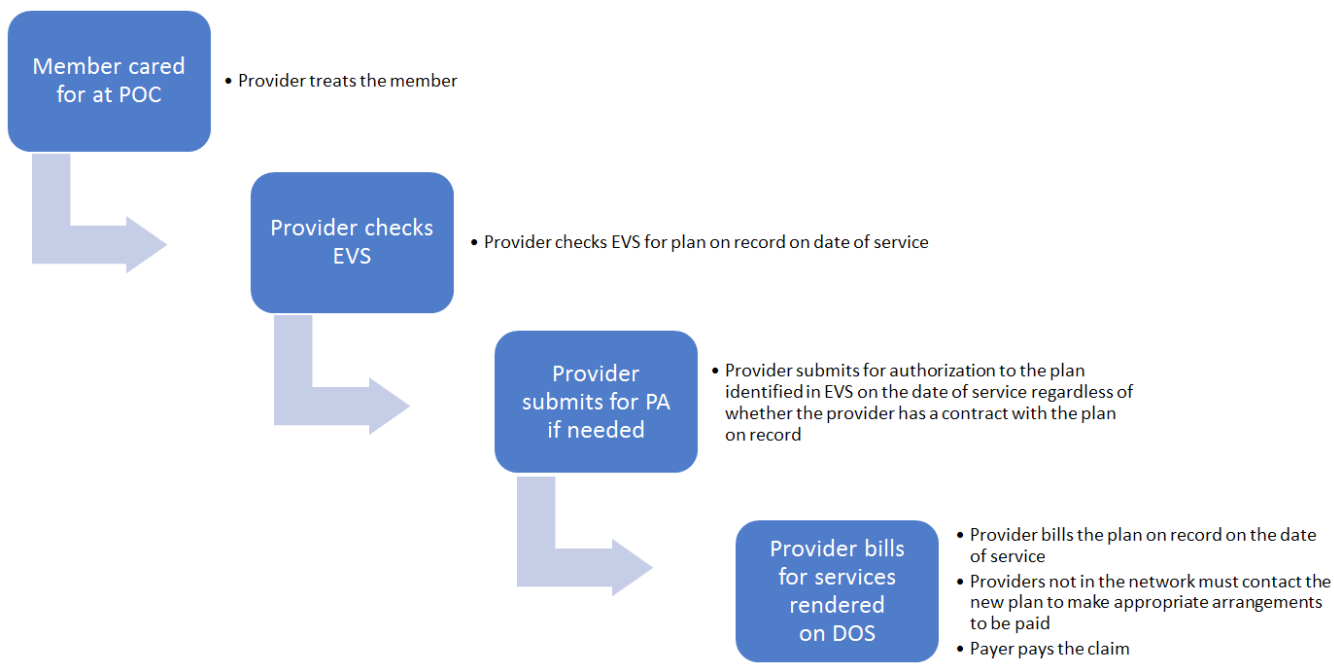 Member cared
for at POC
• Provider treats the member
Provider checks
EVS
• Provider checks EVS for plan on record on date of service
Provider
submits for PA
if needed
• Provider submits for authorization to the plan
identified in EVS on the date of service regardless of
whether the provider has a contract with the plan
on record
Provider bills
for services
rendered
on DOS
• Provider bills the plan on record on the date
of service
• Providers not in the network must contact the
new plan to make appropriate arrangements
to be paid
• Payer pays the claim